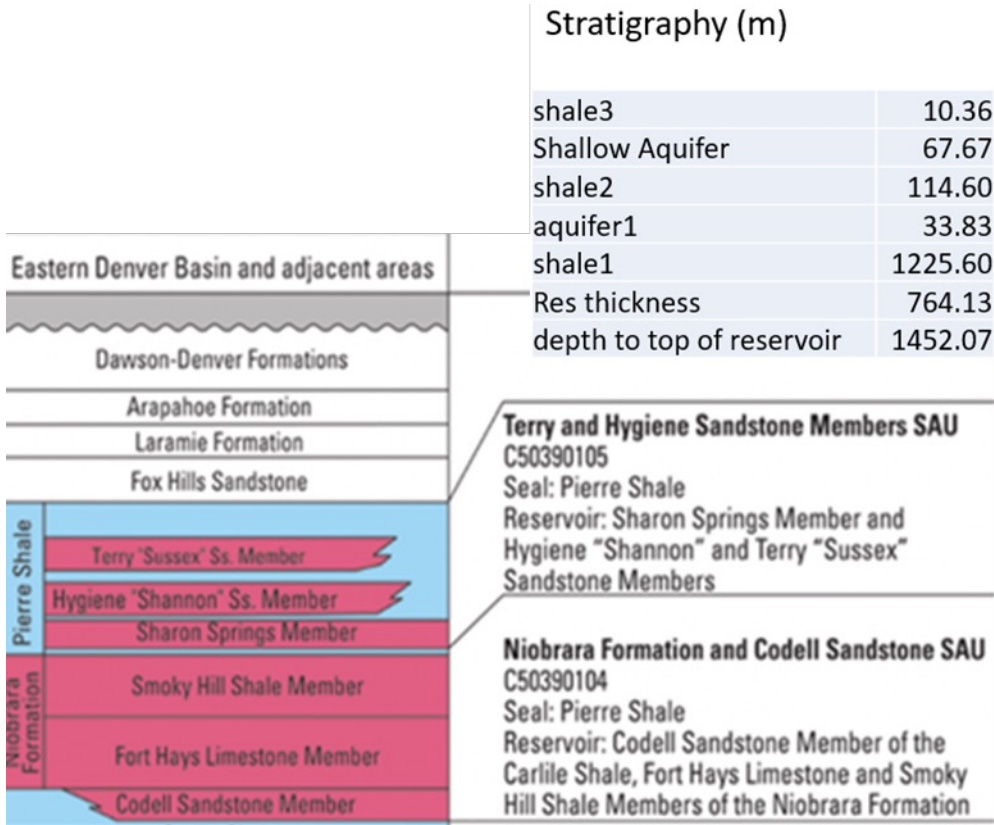 Stratigraphy (m)
shale3 10.36
Shallow Aquifer 67.67
shale2 114.60
aquifer1 33.83
shale1 1225.60
Res thickness 764.13
depth to top of reservoir 1452.07
Eastern Denver Basin and adjacent areas
Dawson-Denver Formations
Arapahoe Formation
Laramie Formation
Fox Hills Sandstone
Pierre Shale
Terry "Sussex" Ss. Member
Hygiene "Shannon" Ss. Member
Sharon Springs Member
Niobrara
Formation
Smoky Hill Shale Member
Fort Hays Limestone Member
Codell Sandstone Member
Terry and Hygiene Sandstone Members SAU
C50390105
Seal: Pierre Shale
Reservoir: Sharon Springs Member and
Hygiene “Shannon” and Terry “Sussex”
Sandstone Members
Niobrara Formation and Codell Sandstone SAU
C50390104
Seal: Pierre Shale
Reservoir: Codell Sandstone Member of the
Carlile Shale, Fort Hays Limestone and Smoky
Hill Shale Members of the Niobrara Formation